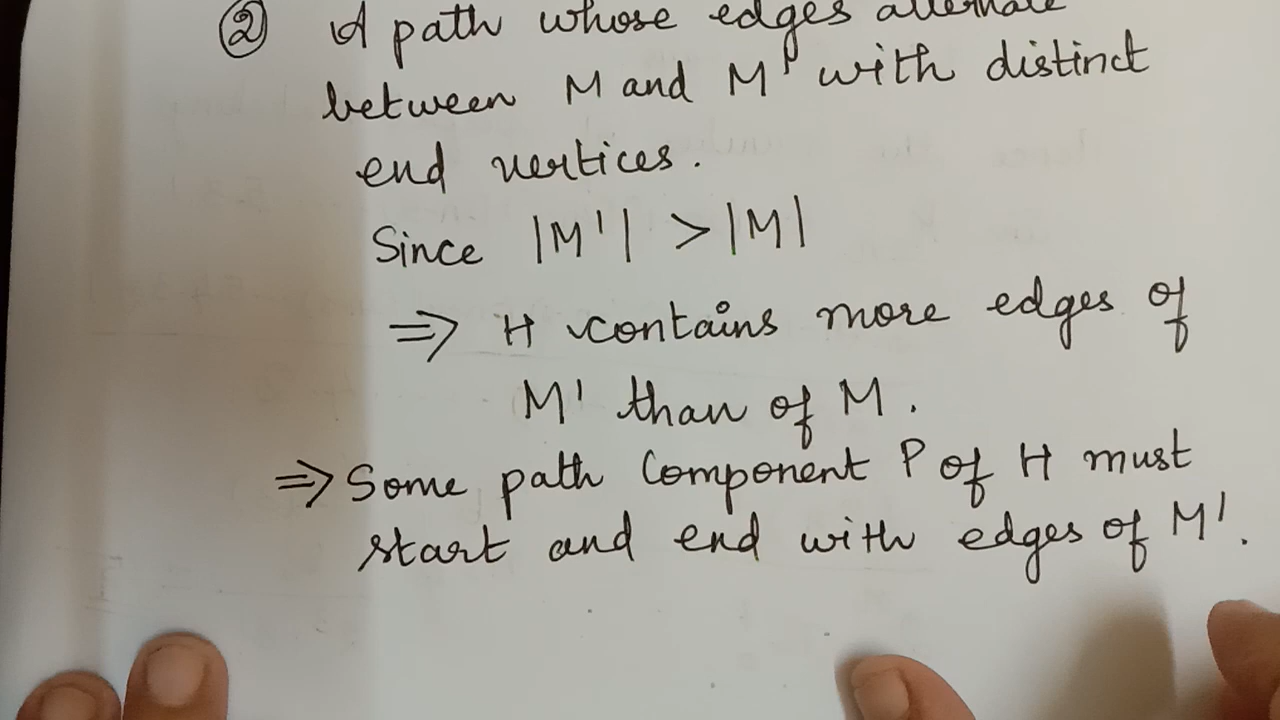 ② A path whose edges alternate
between M and M' with distinct
end vertices.
Since |M'| > |M|
⇒ H contains more edges of
M' than of M.
⇒ Some path component P of H must
start and end with edges of M'.